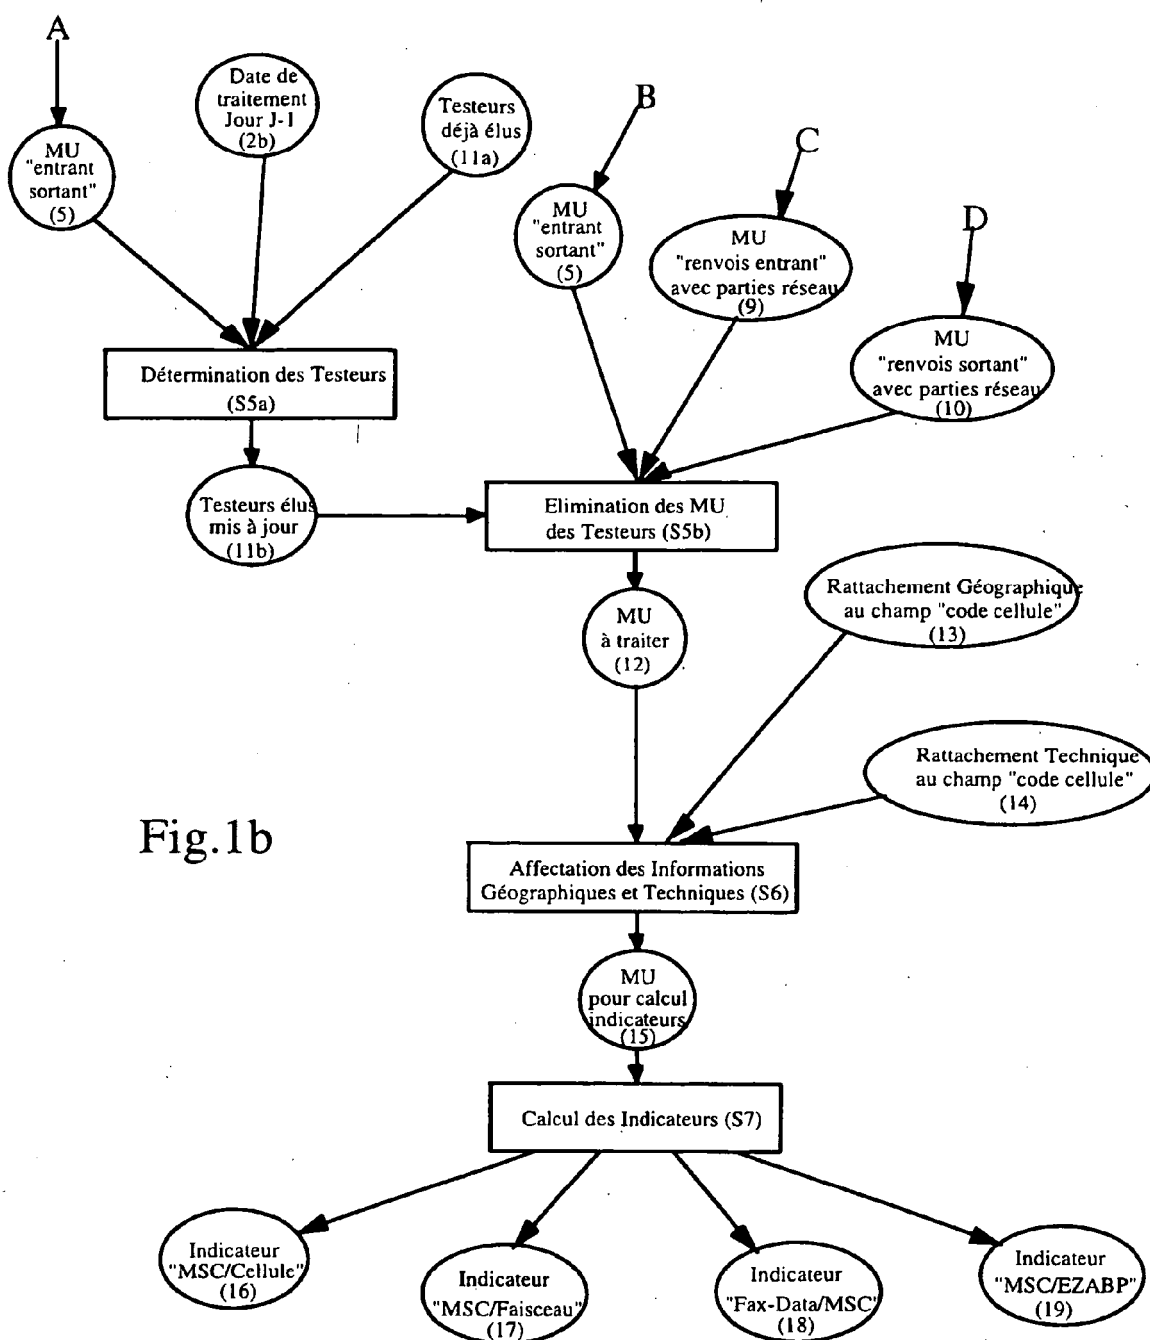 A
Date de
traitement
Jour J-1
(2b)
Testeurs
déjà élus
(11a)
B
MU
"entrant
sortant"
(5)
C
MU
"entrant
sortant"
(5)
MU
"renvois entrant"
avec parties réseau
(9)
D
MU
"renvois sortant"
avec parties réseau
(10)
Détermination des Testeurs
(S5a)
Testeurs élus
mis à jour
(11b)
Elimination des MU
des Testeurs (S5b)
MU
à traiter
(12)
Rattachement Géographique
au champ "code cellule"
(13)
Rattachement Technique
au champ "code cellule"
(14)
Fig.1b
Affectation des Informations
Géographiques et Techniques (S6)
MU
pour calcul
indicateurs
(15)
Calcul des Indicateurs (S7)
Indicateur
"MSC/Cellule"
(16)
Indicateur
"MSC/Faisceau"
(17)
Indicateur
"Fax-Data/MSC"
(18)
Indicateur
"MSC/EZABP"
(19)